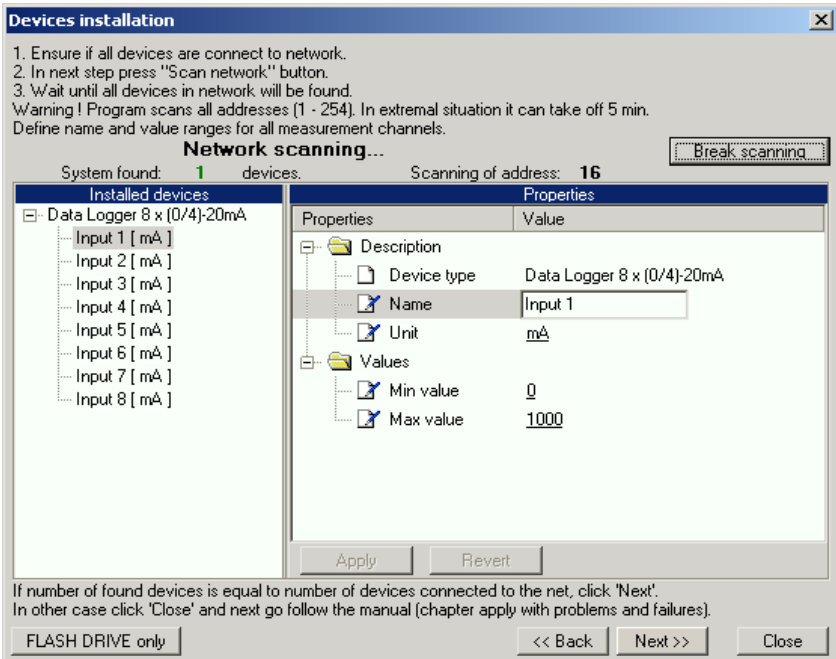 Devices installation
1. Ensure if all devices are connect to network.
2. In next step press "Scan network" button.
3. Wait until all devices in network will be found.
Warning ! Program scans all addresses (1 - 254). In extremal situation it can take off 5 min.
Define name and value ranges for all measurement channels.
Network scanning...
Break scanning
System found: 1 devices. Scanning of address: 16
Installed devices
Data Logger 8 x (0/4)-20mA
Input 1 [ mA ]
Input 2 [ mA ]
Input 3 [ mA ]
Input 4 [ mA ]
Input 5 [ mA ]
Input 6 [ mA ]
Input 7 [ mA ]
Input 8 [ mA ]
Properties
Properties Value
Description
Device type Data Logger 8 x (0/4)-20mA
Name Input 1
Unit mA
Values
Min value 0
Max value 1000
Apply Revert
If number of found devices is equal to number of devices connected to the net, click 'Next'.
In other case click 'Close' and next go follow the manual (chapter apply with problems and failures).
FLASH DRIVE only << Back Next >> Close